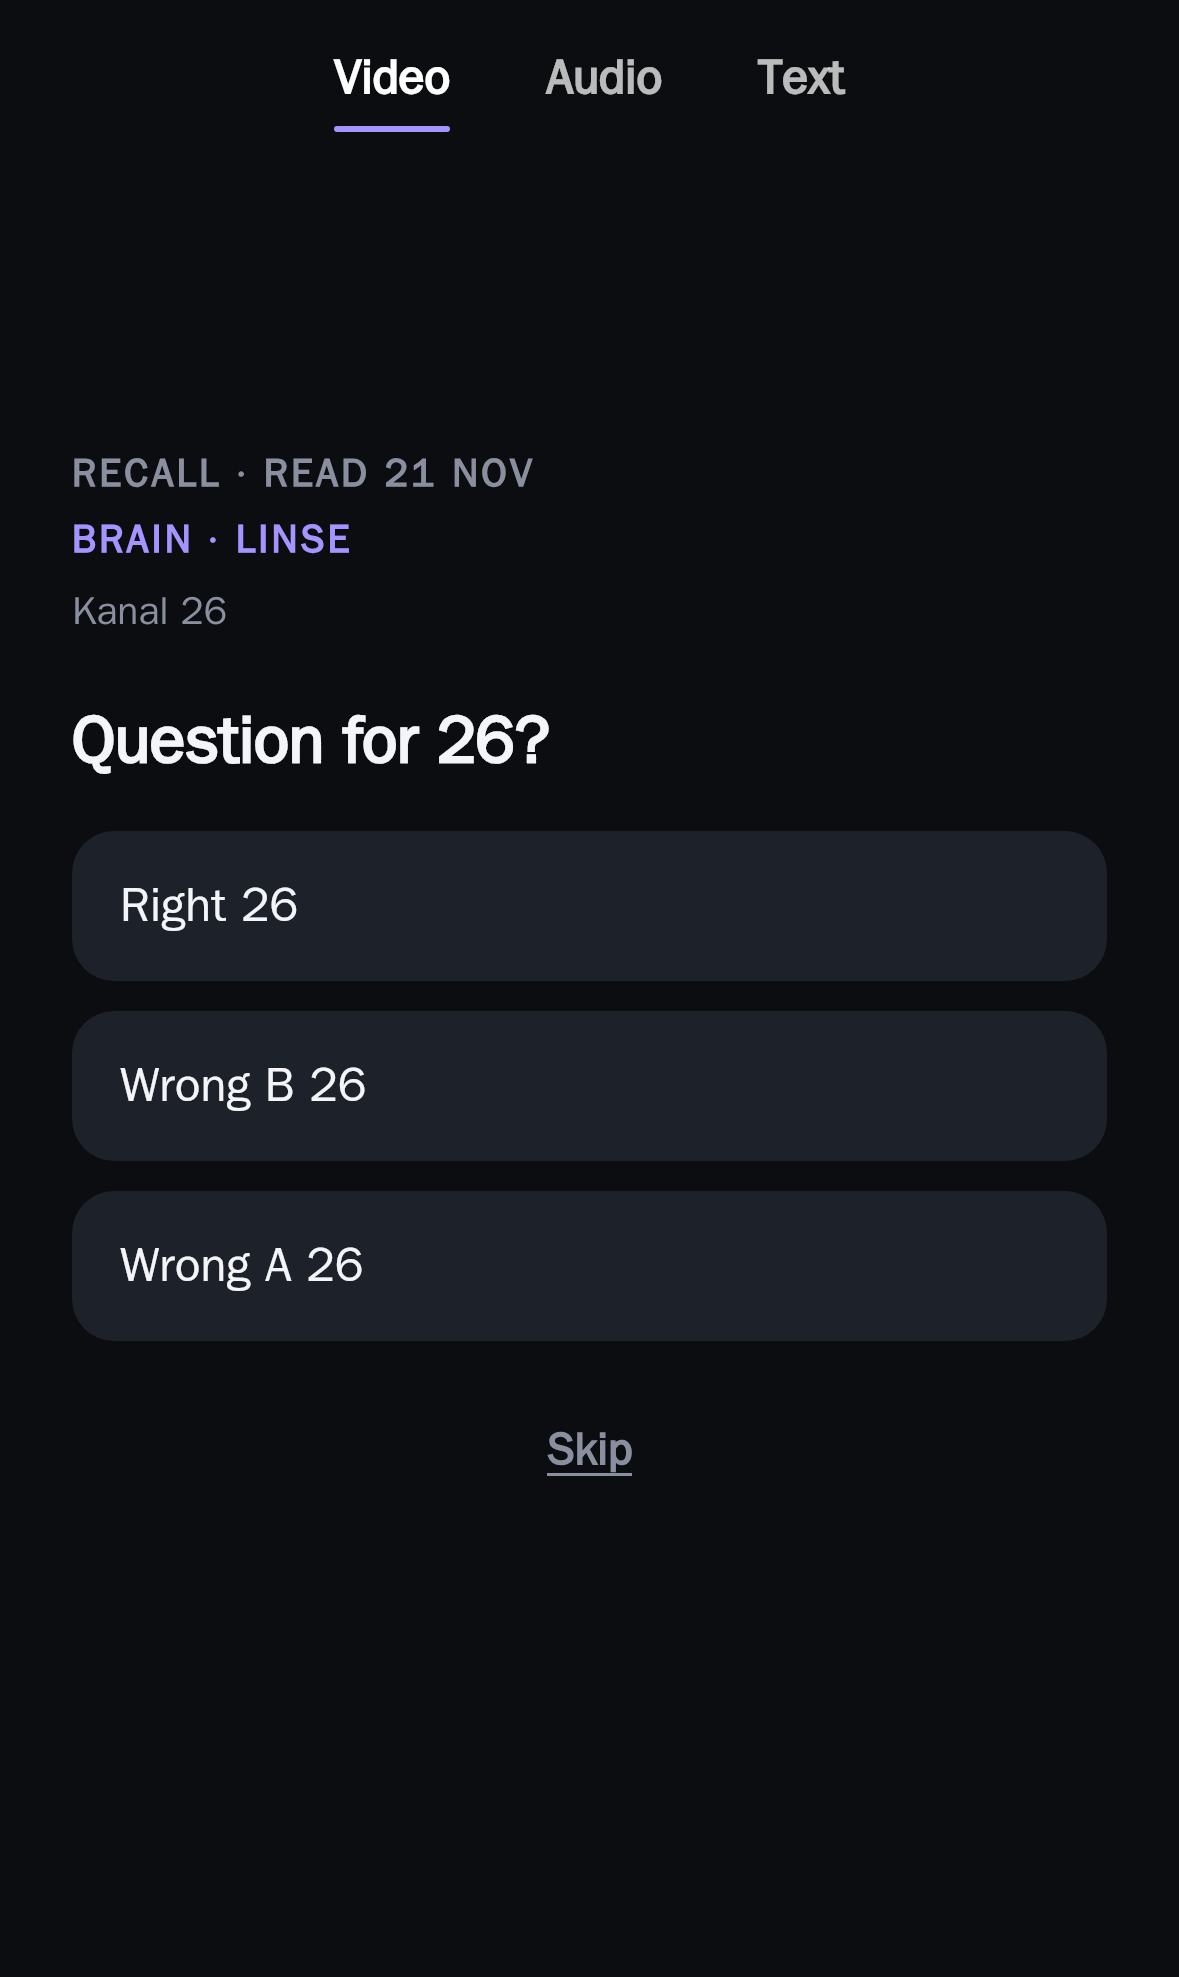 Video Audio Text
RECALL · READ 21 NOV
BRAIN · LINSE
Kanal 26
Question for 26?
Right 26
Wrong B 26
Wrong A 26
Skip